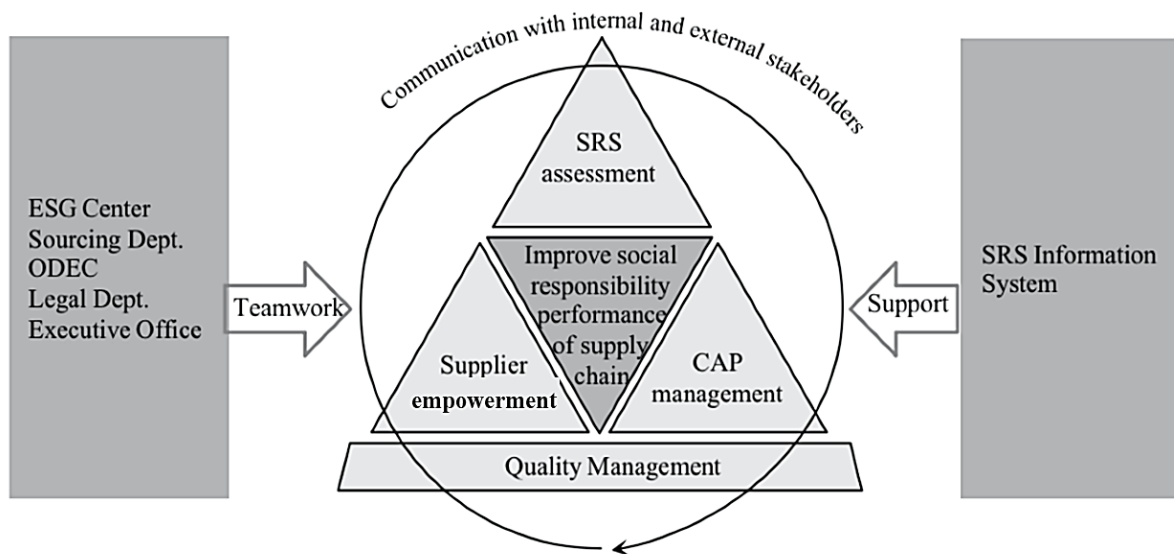 Communication with internal and external stakeholders
ESG Center
Sourcing Dept.
ODEC
Legal Dept.
Executive Office
Teamwork
SRS
assessment
Improve social
responsibility
performance
of supply
chain
Supplier
empowerment
CAP
management
Quality Management
Support
SRS Information
System